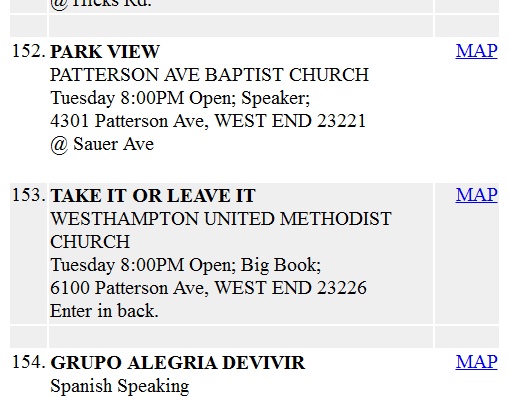 @ Hicks Rd.
152. PARK VIEW MAP
PATTERSON AVE BAPTIST CHURCH
Tuesday 8:00PM Open; Speaker;
4301 Patterson Ave, WEST END 23221
@ Sauer Ave
153. TAKE IT OR LEAVE IT MAP
WESTHAMPTON UNITED METHODIST
CHURCH
Tuesday 8:00PM Open; Big Book;
6100 Patterson Ave, WEST END 23226
Enter in back.
154. GRUPO ALEGRIA DEVIVIR MAP
Spanish Speaking